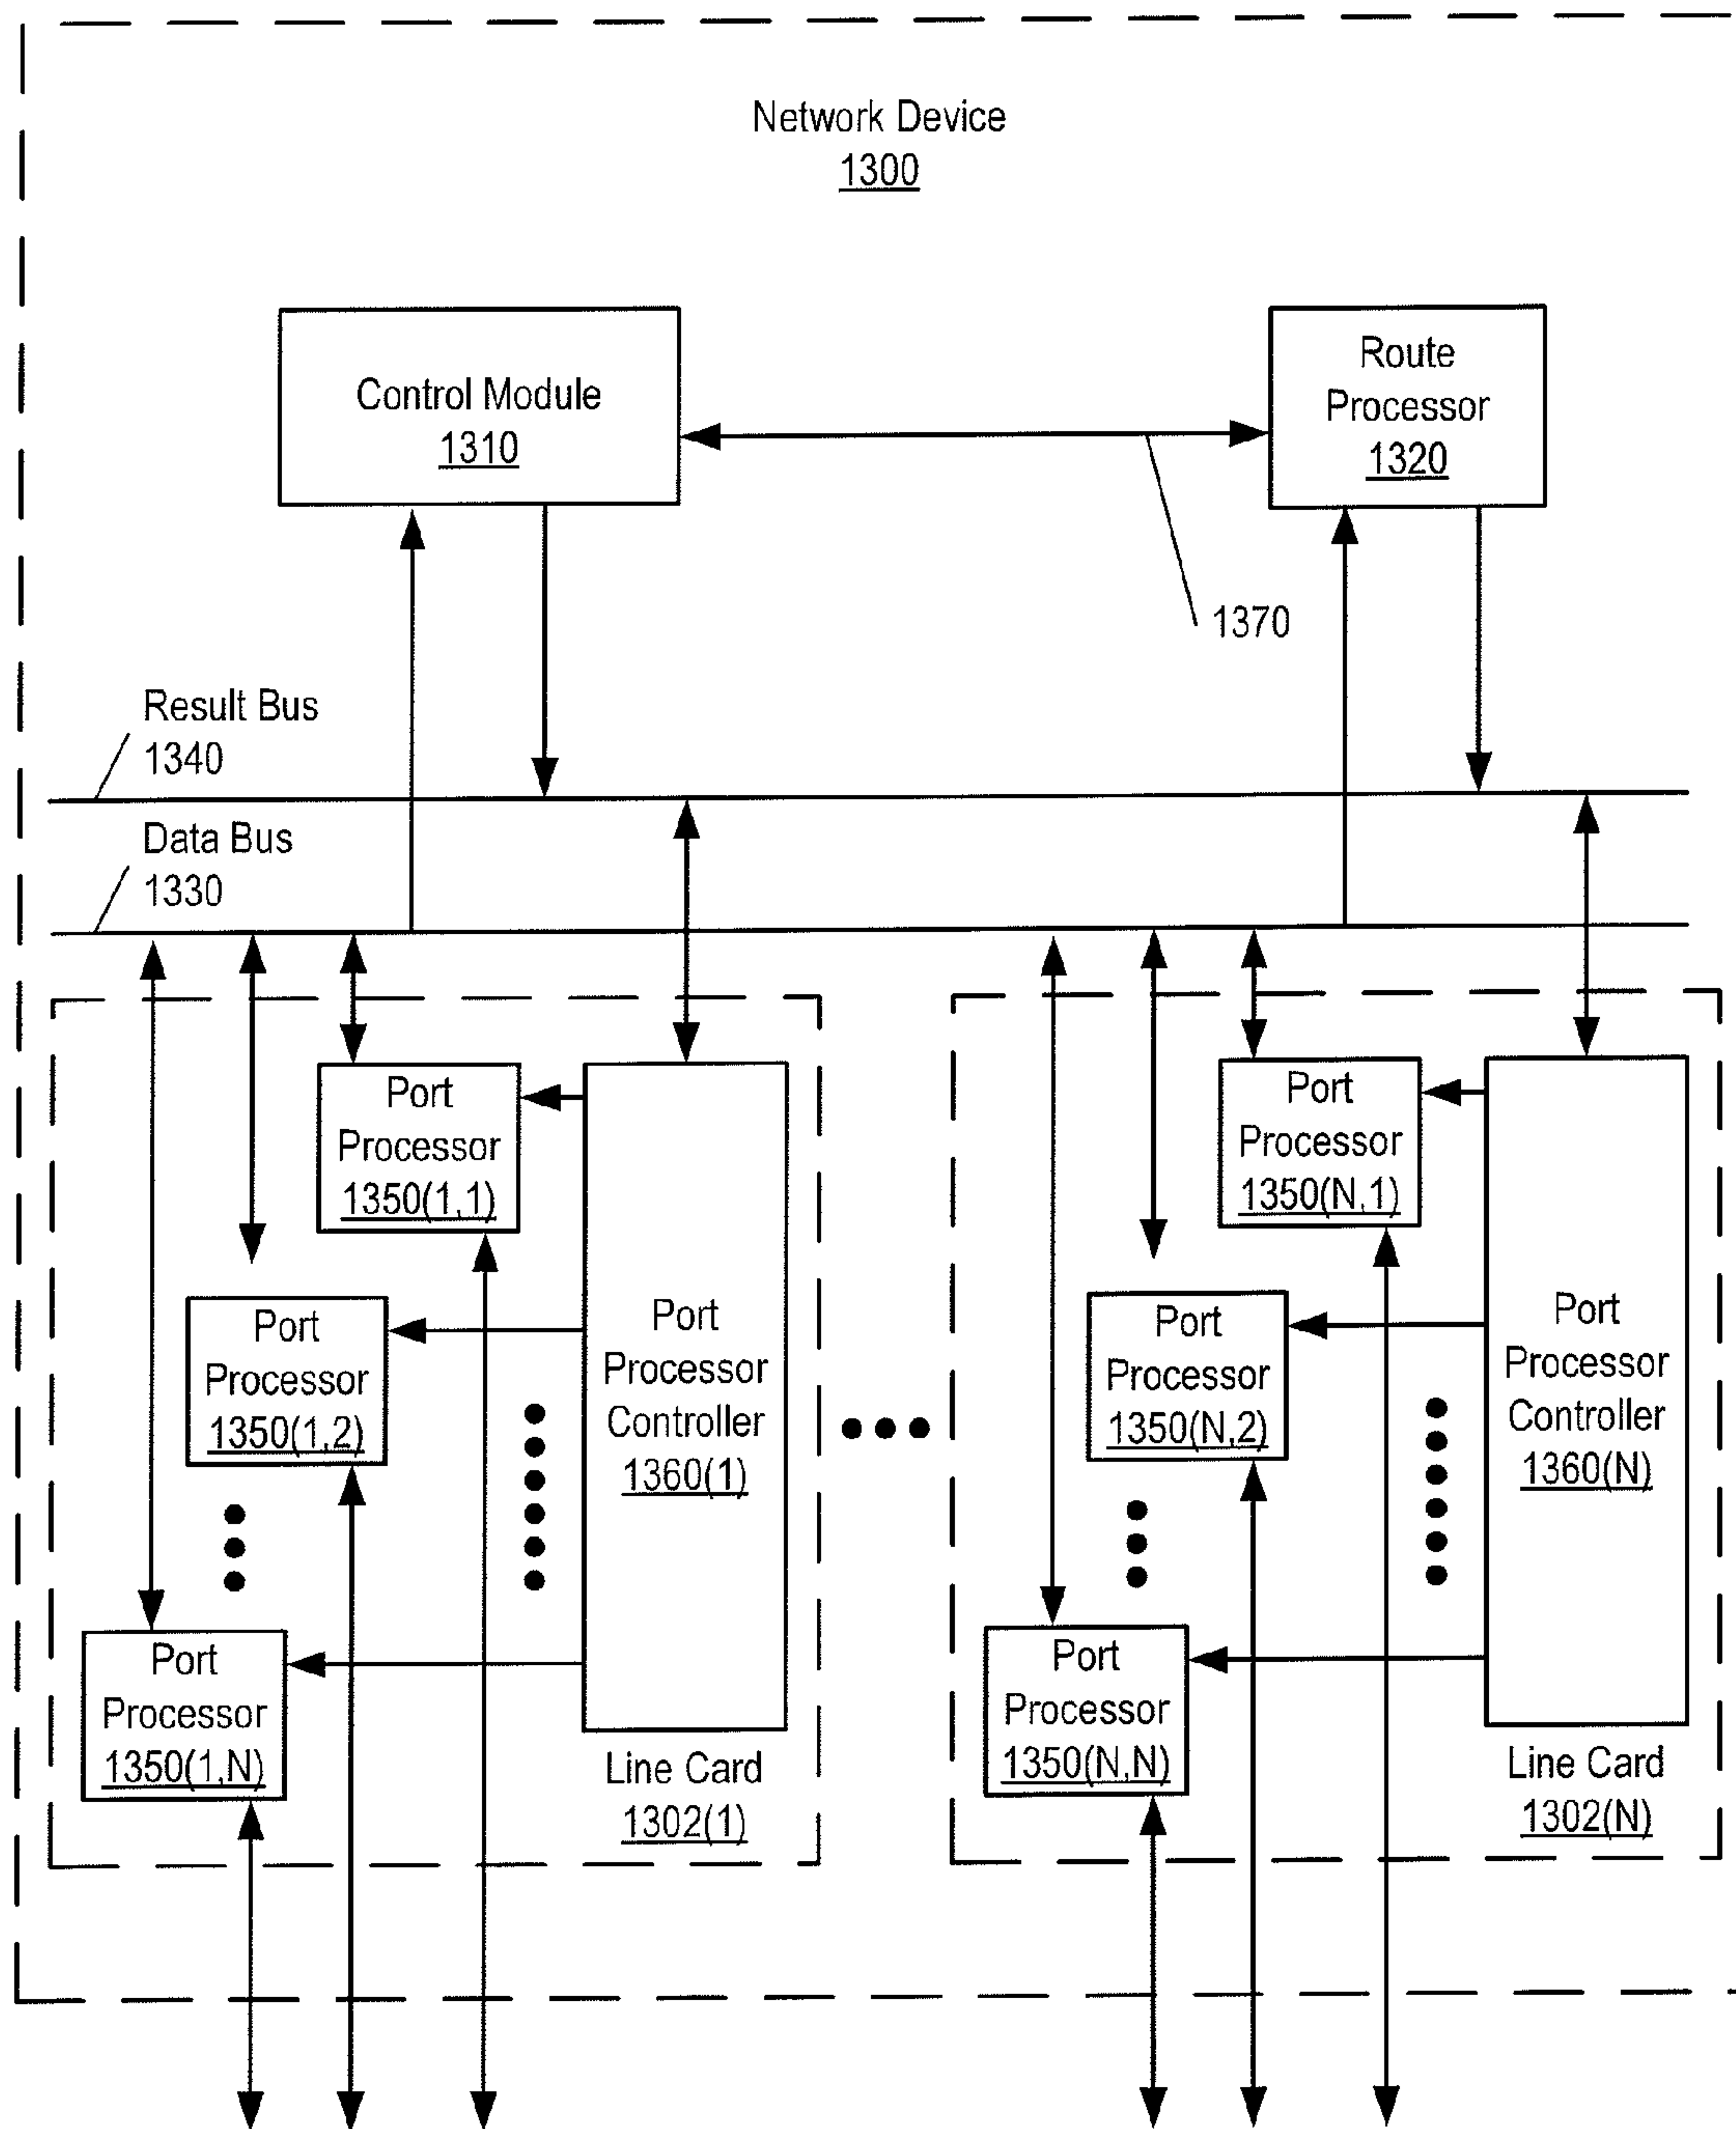 Network Device
1300
Control Module
1310
Route
Processor
1320
1370
Result Bus
1340
Data Bus
1330
Port
Processor
1350(1,1)
Port
Processor
1350(1,2)
Port
Processor
1350(1,N)
Port
Processor
Controller
1360(1)
Line Card
1302(1)
Port
Processor
1350(N,1)
Port
Processor
1350(N,2)
Port
Processor
1350(N,N)
Port
Processor
Controller
1360(N)
Line Card
1302(N)